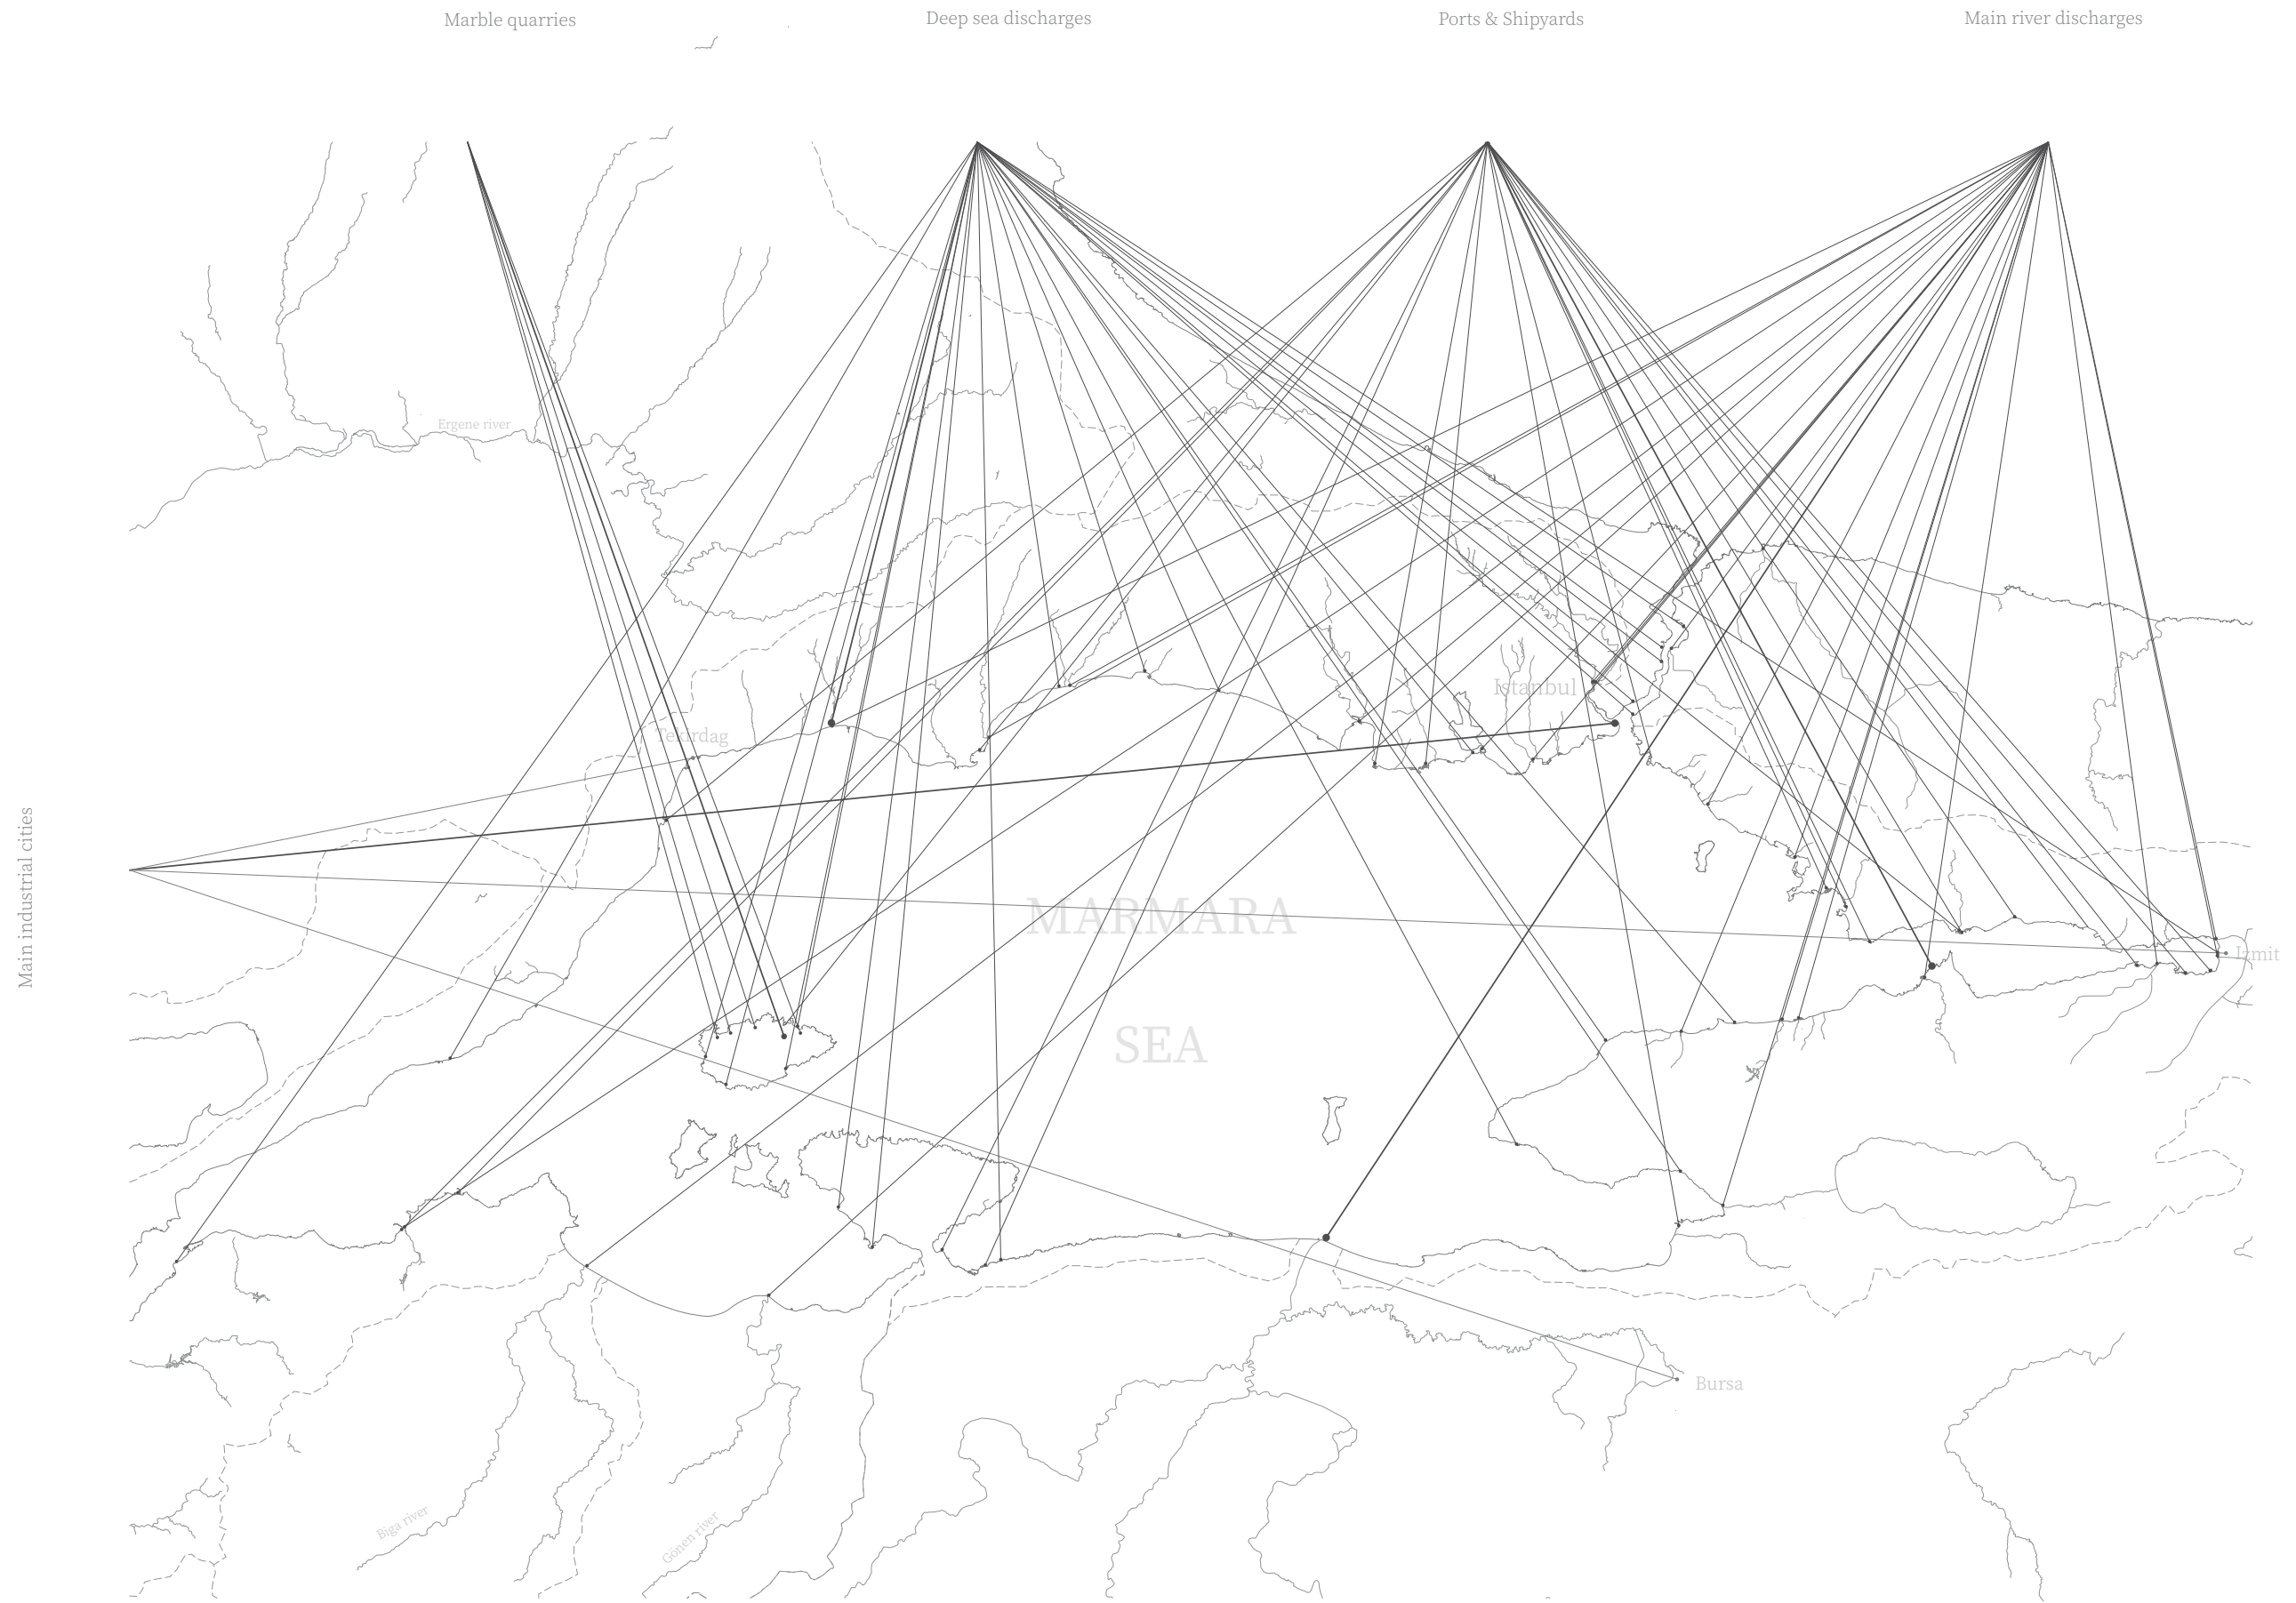 Marble quarries
Deep sea discharges
Ports & Shipyards
Main river discharges
Ergene river
Istanbul
Tekirdag
Main industrial cities
MARMARA
SEA
Izmit
Bursa
Biga river
Gönen river